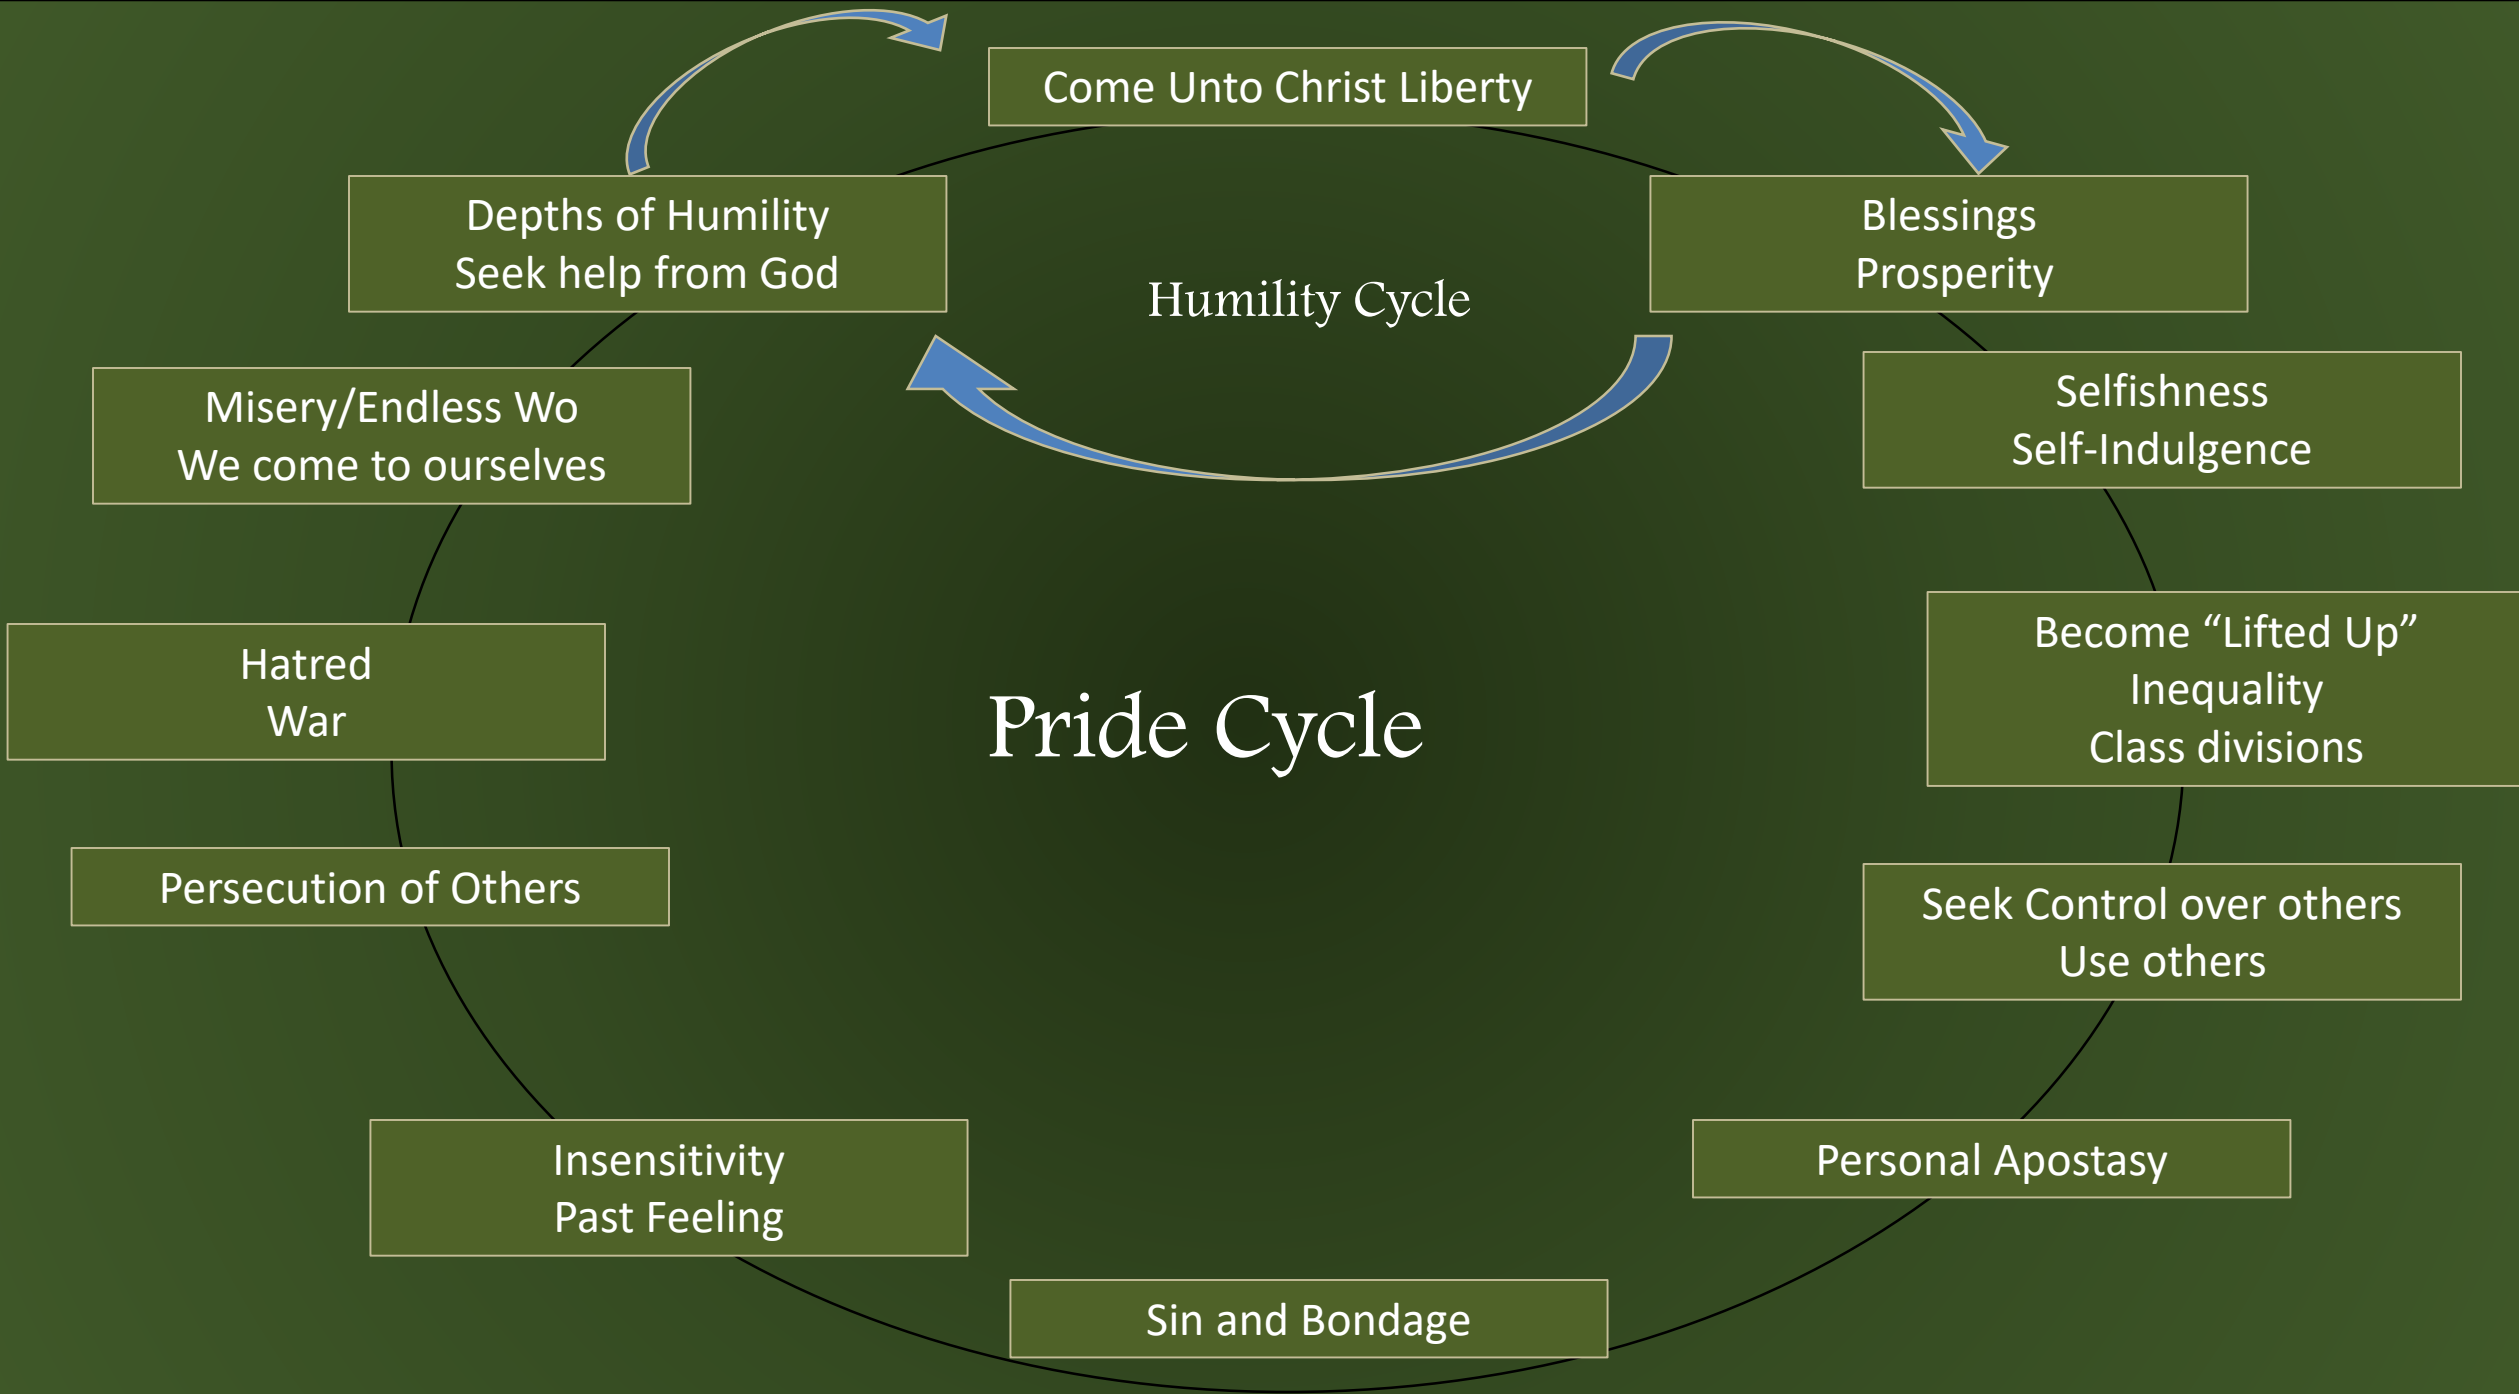 Come Unto Christ Liberty
Blessings
Prosperity
Selfishness
Self-Indulgence
Become “Lifted Up”
Inequality
Class divisions
Seek Control over others
Use others
Personal Apostasy
Sin and Bondage
Insensitivity
Past Feeling
Persecution of Others
Hatred
War
Misery/Endless Wo
We come to ourselves
Depths of Humility
Seek help from God
Humility Cycle
Pride Cycle